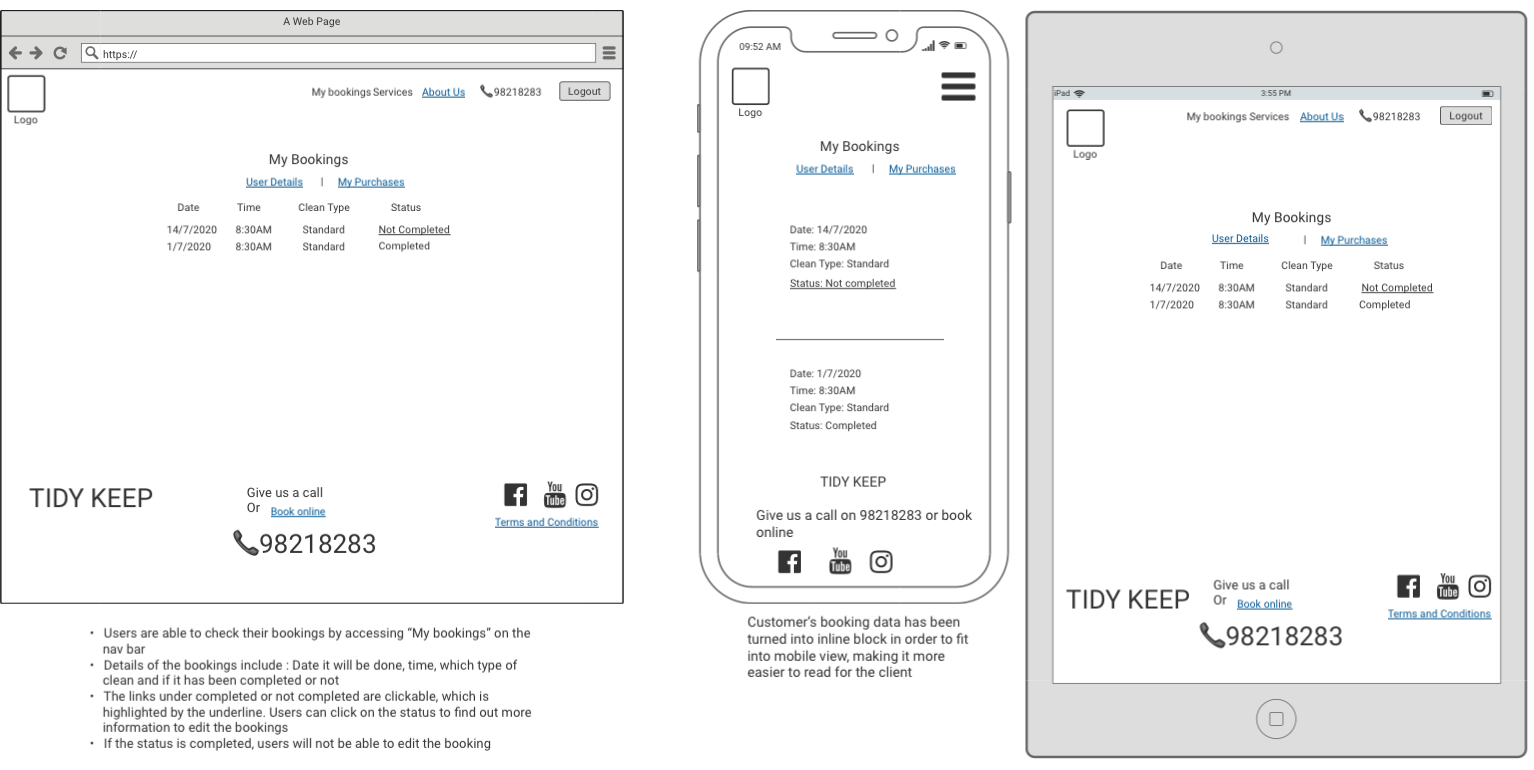 A Web Page
https://
My bookings Services About Us 98218283 Logout
Logo
My Bookings
User Details | My Purchases
Date Time Clean Type Status
14/7/2020 8:30AM Standard Not Completed
1/7/2020 8:30AM Standard Completed
TIDY KEEP
Give us a call
Or Book online
98218283
You
Tube
Terms and Conditions
• Users are able to check their bookings by accessing “My bookings” on the
nav bar
• Details of the bookings include : Date it will be done, time, which type of
clean and if it has been completed or not
• The links under completed or not completed are clickable, which is
highlighted by the underline. Users can click on the status to find out more
information to edit the bookings
• If the status is completed, users will not be able to edit the booking
09:52 AM
Logo
My Bookings
User Details | My Purchases
Date: 14/7/2020
Time: 8:30AM
Clean Type: Standard
Status: Not completed
Date: 1/7/2020
Time: 8:30AM
Clean Type: Standard
Status: Completed
TIDY KEEP
Give us a call on 98218283 or book
online
You
Tube
Customer’s booking data has been
turned into inline block in order to fit
into mobile view, making it more
easier to read for the client
iPad 3:55 PM
My bookings Services About Us 98218283 Logout
Logo
My Bookings
User Details | My Purchases
Date Time Clean Type Status
14/7/2020 8:30AM Standard Not Completed
1/7/2020 8:30AM Standard Completed
TIDY KEEP
Give us a call
Or Book online
98218283
You
Tube
Terms and Conditions